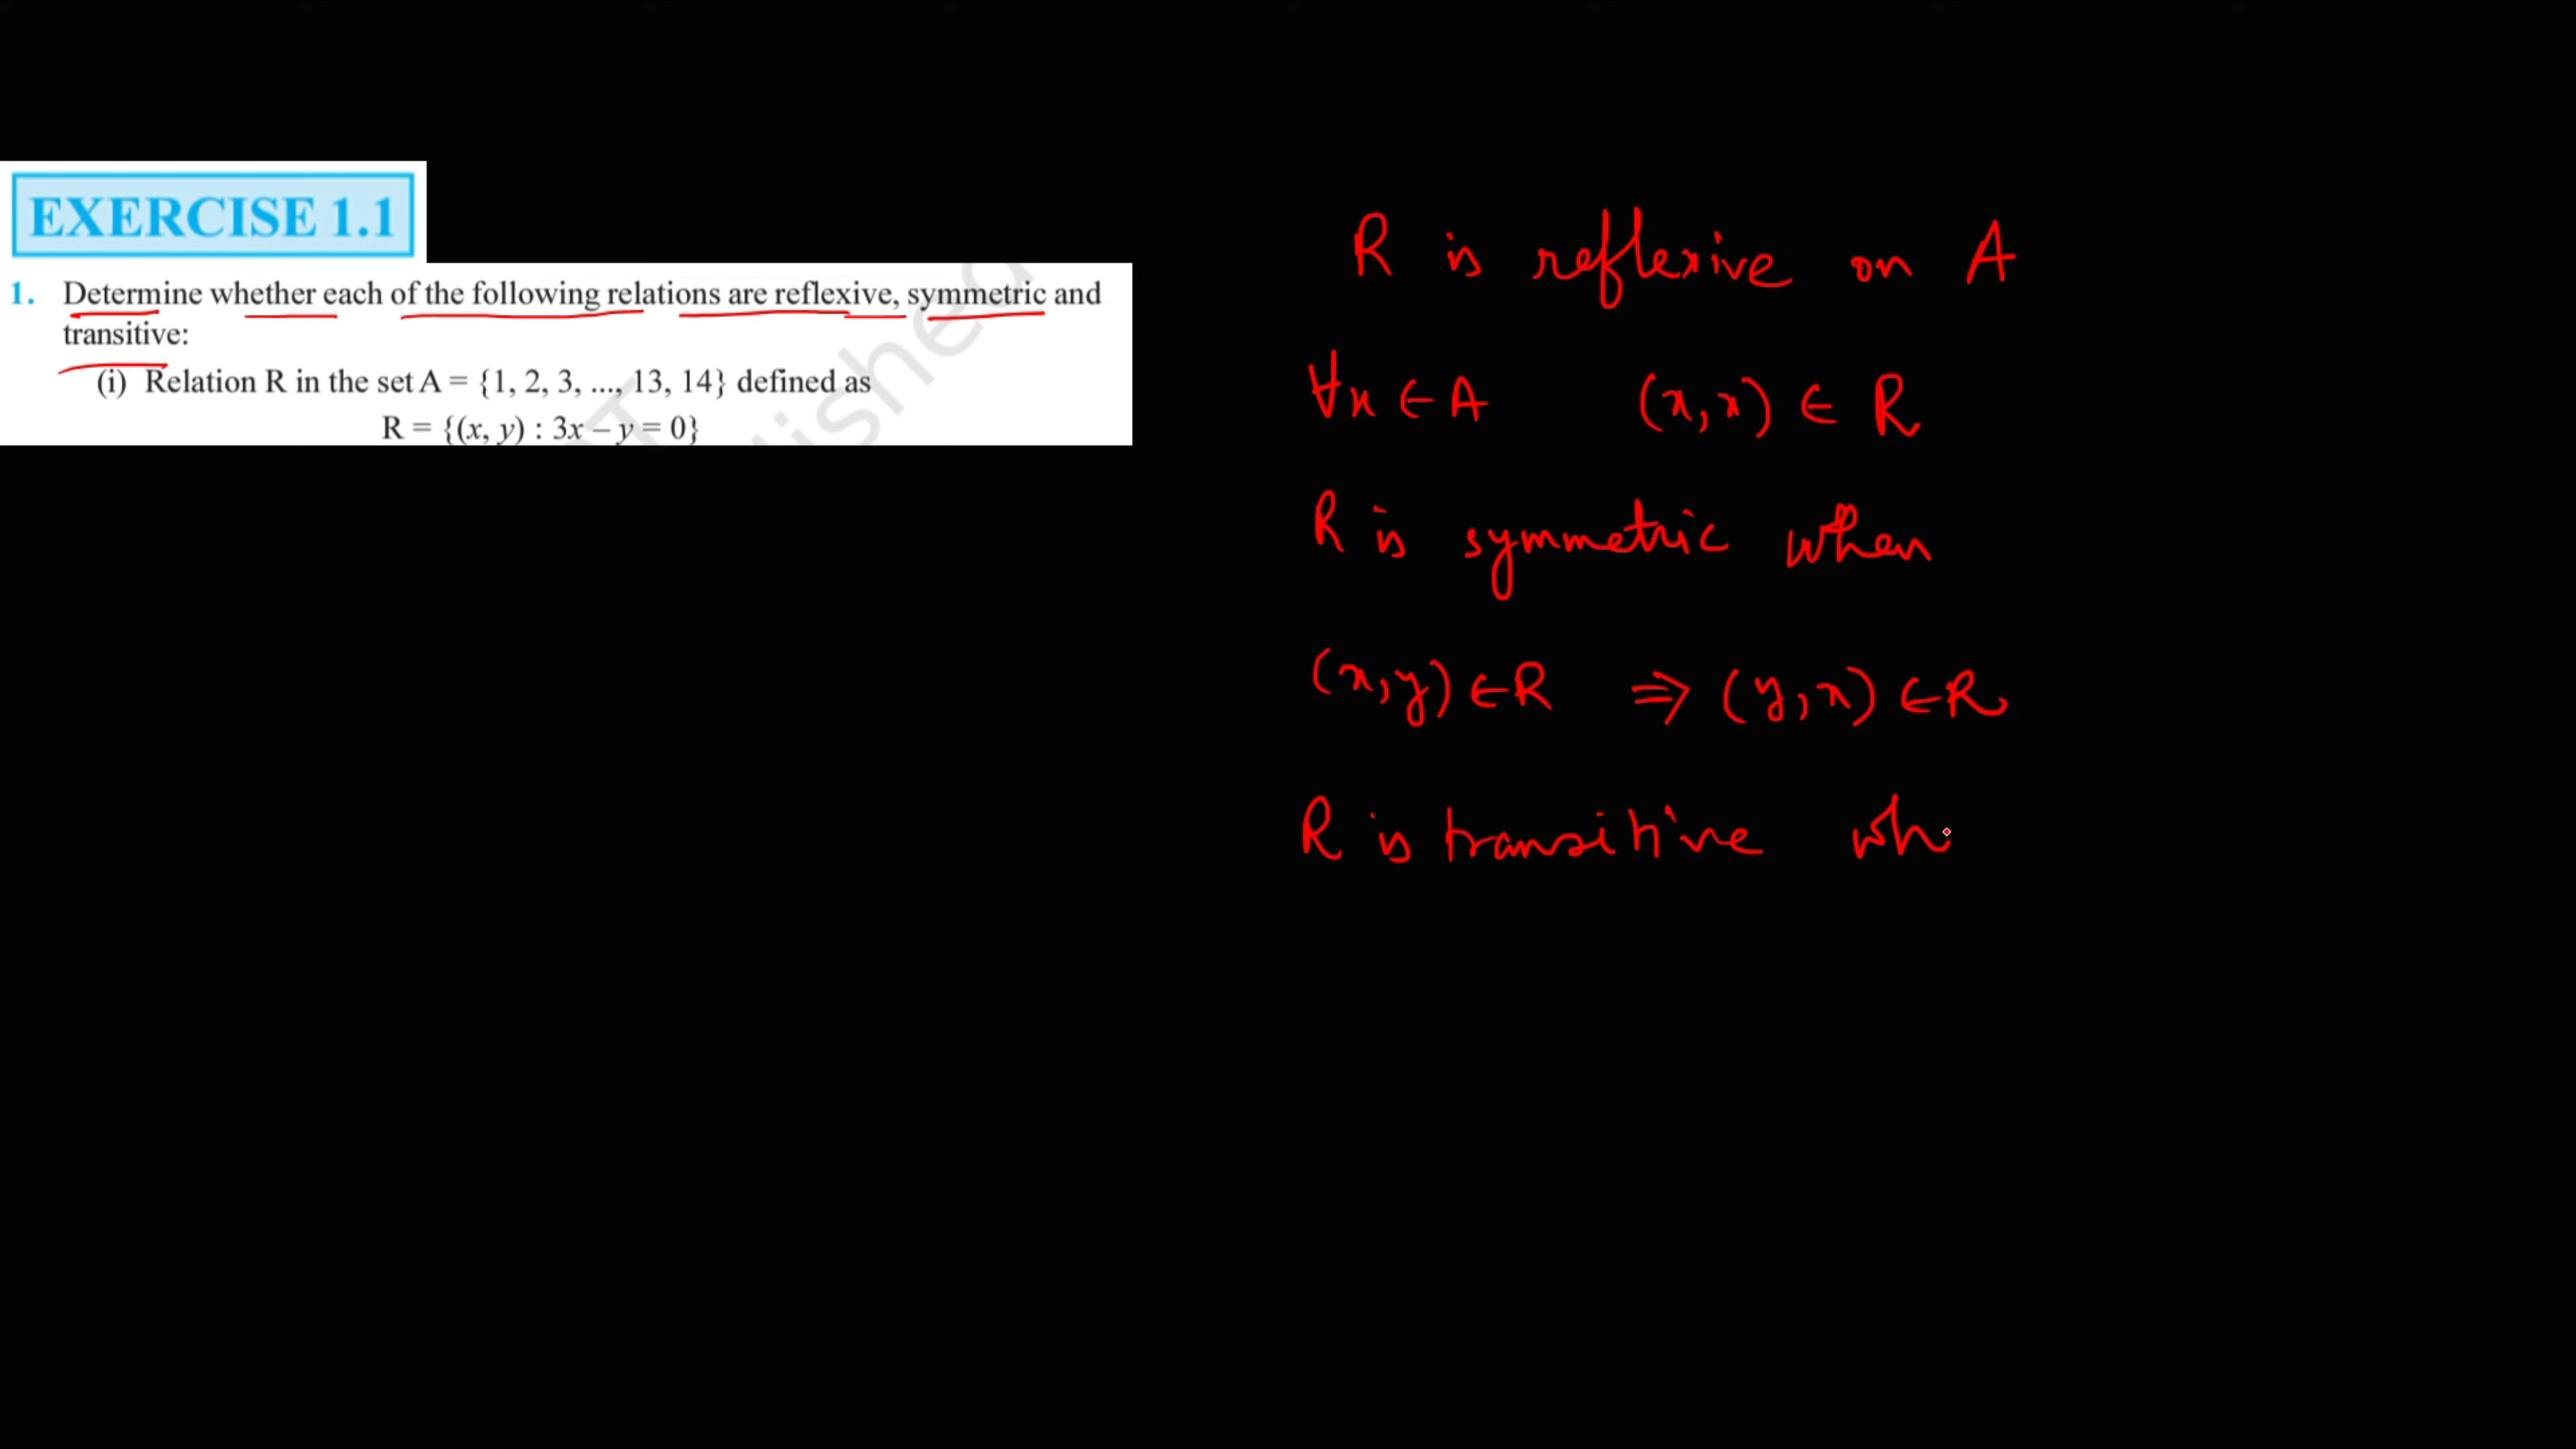 EXERCISE 1.1
1. Determine whether each of the following relations are reflexive, symmetric and
transitive:
(i) Relation R in the set A = {1, 2, 3, ..., 13, 14} defined as
R = {(x, y) : 3x – y = 0}
R is reflexive on A
∀x ∈ A (x,x) ∈ R
R is symmetric when
(x,y) ∈ R ⇒ (y,x) ∈ R
R is transitive wh